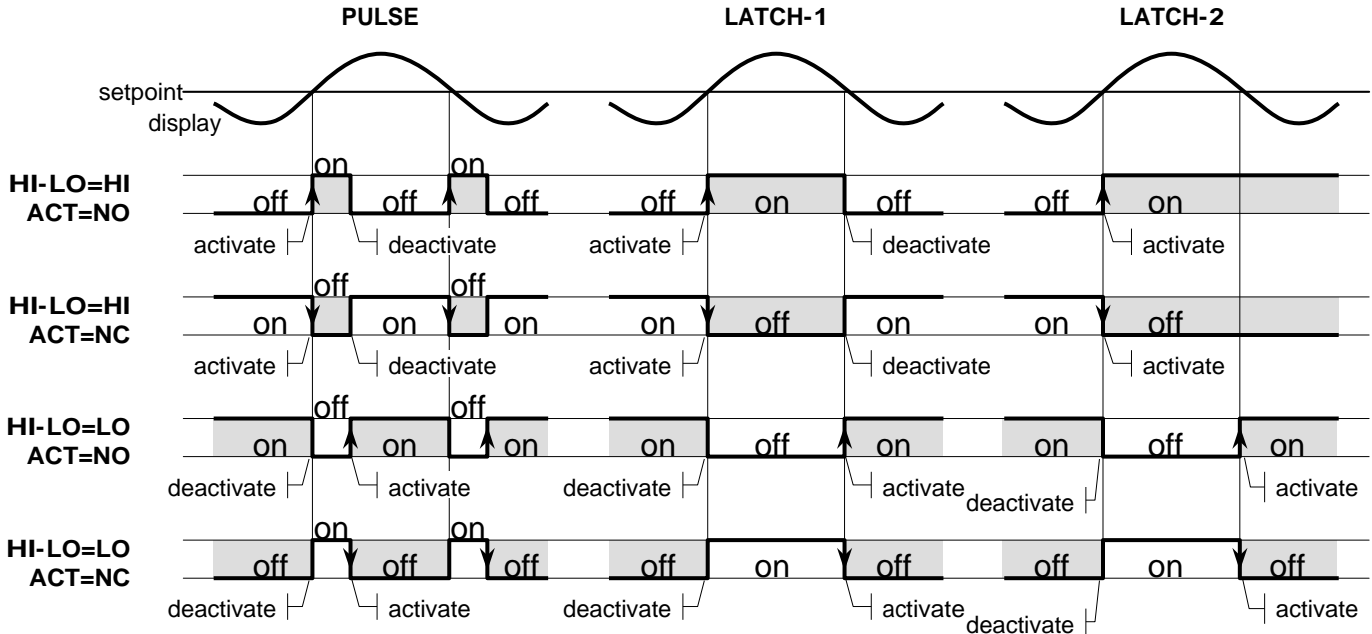 PULSE LATCH-1 LATCH-2
setpoint
display
on on
HI-LO=HI off off off off on off off on
ACT=NO
activate deactivate activate deactivate activate
off off
HI-LO=HI on on on on off on on off
ACT=NC
activate deactivate activate deactivate activate
off off
HI-LO=LO on on on on off on on off on
ACT=NO
deactivate activate deactivate activate deactivate activate
on on
HI-LO=LO off off off off on off off on off
ACT=NC
deactivate activate deactivate activate deactivate activate